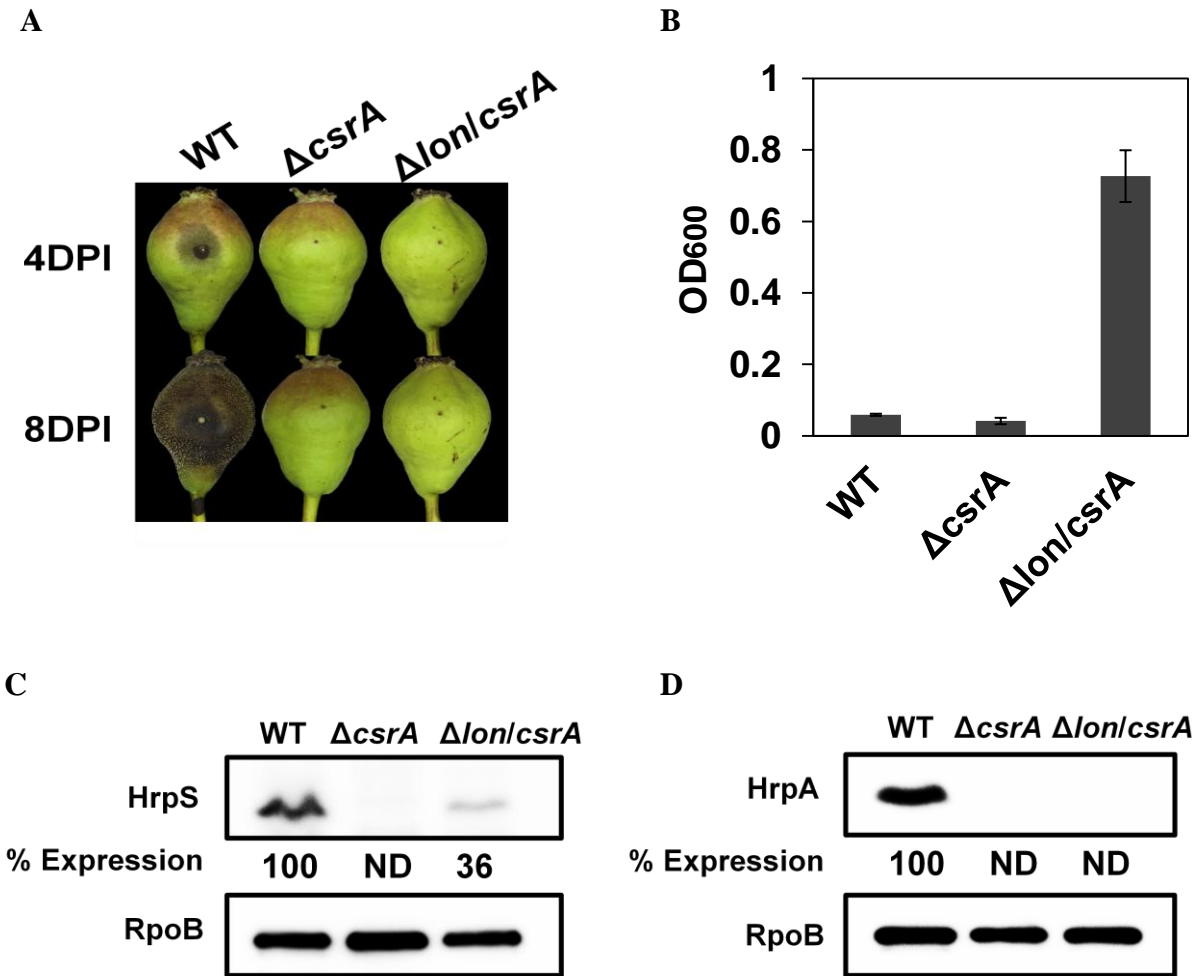 A
WT ΔcsrA Δlon/csrA
4DPI
8DPI
B
1
0.8
0.6
0.4
0.2
0
OD600
WT ΔcsrA Δlon/csrA
C
WT ΔcsrA Δlon/csrA
HrpS
% Expression 100 ND 36
RpoB
D
WT ΔcsrA Δlon/csrA
HrpA
% Expression 100 ND ND
RpoB